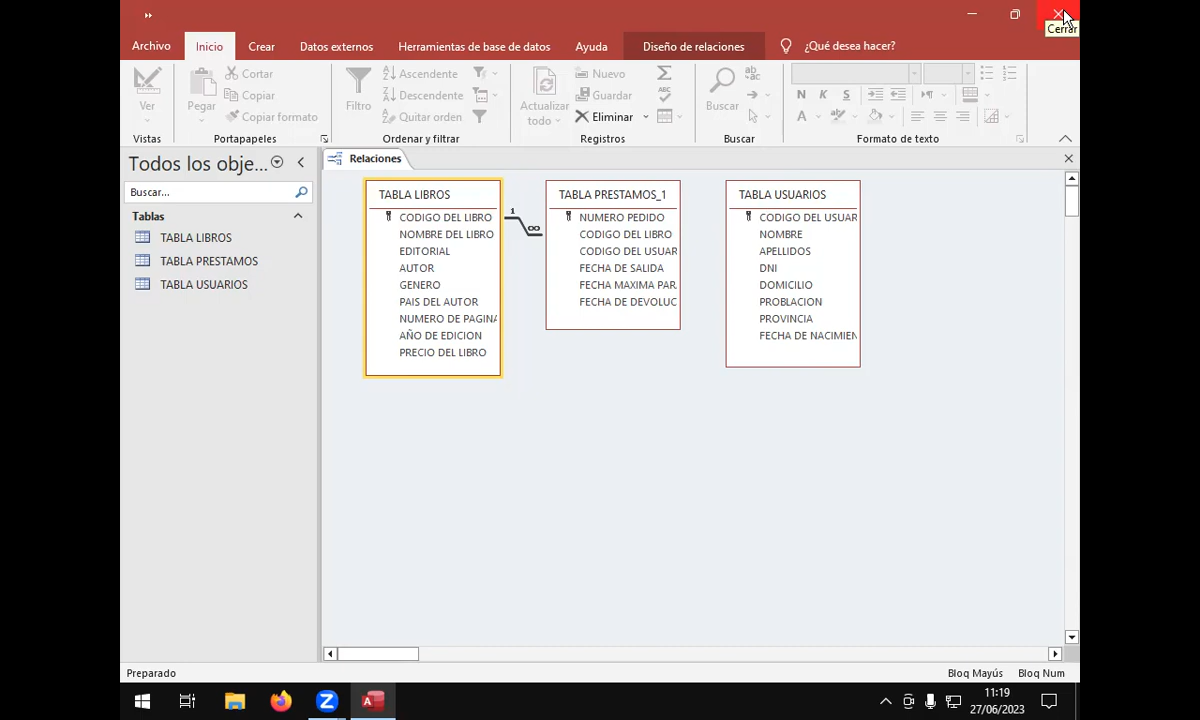 Cerrar
Archivo Inicio Crear Datos externos Herramientas de base de datos Ayuda Diseño de relaciones ¿Qué desea hacer?
Ver
Pegar
Cortar
Copiar
Copiar formato
Filtro
Ascendente
Descendente
Quitar orden
Actualizar
todo
Nuevo
Guardar
Eliminar
Buscar
N K S
A
Vistas Portapapeles Ordenar y filtrar Registros Buscar Formato de texto
Todos los obje...
Buscar...
Tablas
TABLA LIBROS
TABLA PRESTAMOS
TABLA USUARIOS
Relaciones
TABLA LIBROS
CODIGO DEL LIBRO
NOMBRE DEL LIBRO
EDITORIAL
AUTOR
GENERO
PAIS DEL AUTOR
NUMERO DE PAGINA
AÑO DE EDICION
PRECIO DEL LIBRO
1
∞
TABLA PRESTAMOS_1
NUMERO PEDIDO
CODIGO DEL LIBRO
CODIGO DEL USUAR
FECHA DE SALIDA
FECHA MAXIMA PAR
FECHA DE DEVOLUC
TABLA USUARIOS
CODIGO DEL USUAR
NOMBRE
APELLIDOS
DNI
DOMICILIO
PROBLACION
PROVINCIA
FECHA DE NACIMIEN
Preparado Bloq Mayús Bloq Num
11:19
27/06/2023